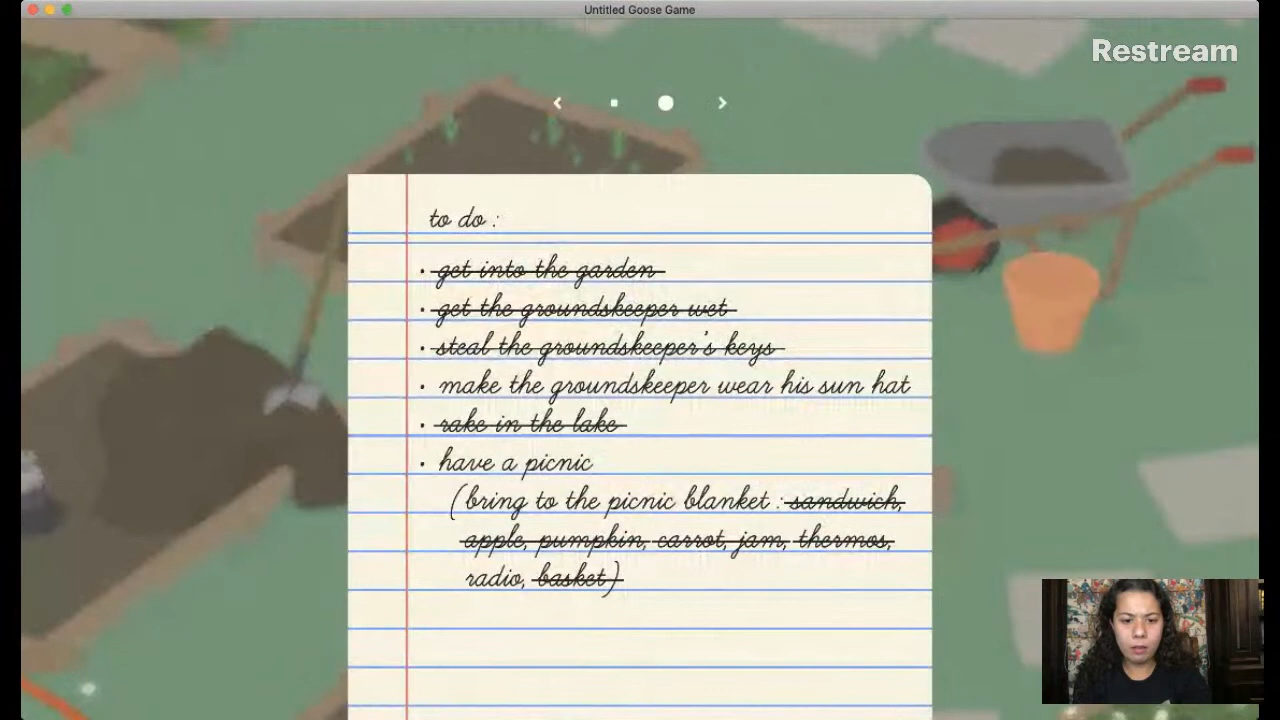 Untitled Goose Game
Restream
to do :
• get into the garden
• get the groundskeeper wet
• steal the groundskeeper's keys
• make the groundskeeper wear his sun hat
• rake in the lake
• have a picnic
(bring to the picnic blanket : sandwich,
apple, pumpkin, carrot, jam, thermos,
radio, basket)